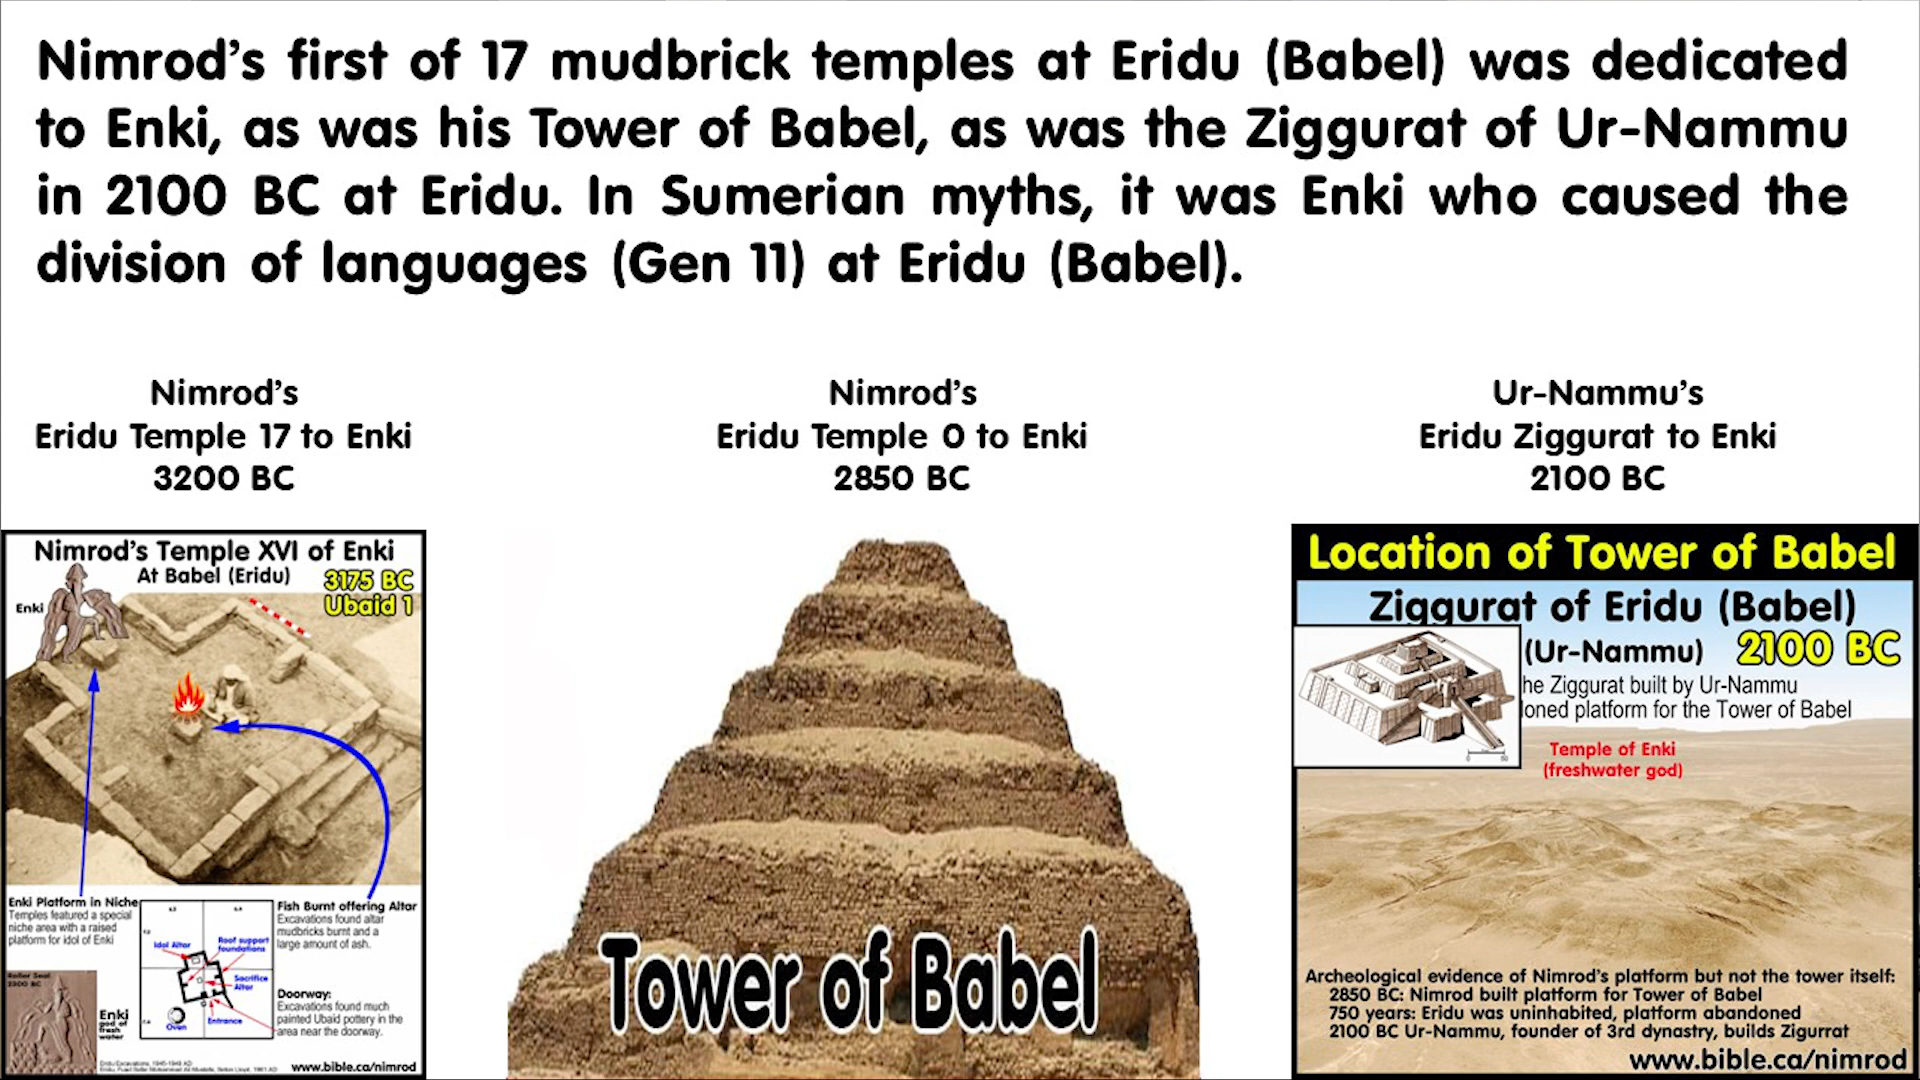 Nimrod's first of 17 mudbrick temples at Eridu (Babel) was dedicated
to Enki, as was his Tower of Babel, as was the Ziggurat of Ur-Nammu
in 2100 BC at Eridu. In Sumerian myths, it was Enki who caused the
division of languages (Gen 11) at Eridu (Babel).
Nimrod's
Eridu Temple 17 to Enki
3200 BC
Nimrod's Temple XVI of Enki
At Babel (Eridu)
3175 BC
Ubaid 1
Enki
Enki Platform in Niche
Temples featured a special
niche area with a raised
platform for idol of Enki
Fish Burnt offering Altar
Excavations found altar
mudbricks burnt and a
large amount of ash.
Idol Altar
Roof support
foundations
Sacrifice
Altar
Oven
Entrance
Doorway:
Excavations found much
painted Ubaid pottery in the
area near the doorway.
Roller Seal
Enki
god of
fresh
water
www.bible.ca/nimrod
Nimrod's
Eridu Temple 0 to Enki
2850 BC
Tower of Babel
Ur-Nammu's
Eridu Ziggurat to Enki
2100 BC
Location of Tower of Babel
Ziggurat of Eridu (Babel)
(Ur-Nammu) 2100 BC
he Ziggurat built by Ur-Nammu
loned platform for the Tower of Babel
Temple of Enki
(freshwater god)
Archeological evidence of Nimrod's platform but not the tower itself:
2850 BC: Nimrod built platform for Tower of Babel
750 years: Eridu was uninhabited, platform abandoned
2100 BC Ur-Nammu, founder of 3rd dynasty, builds Zigurrat
www.bible.ca/nimrod